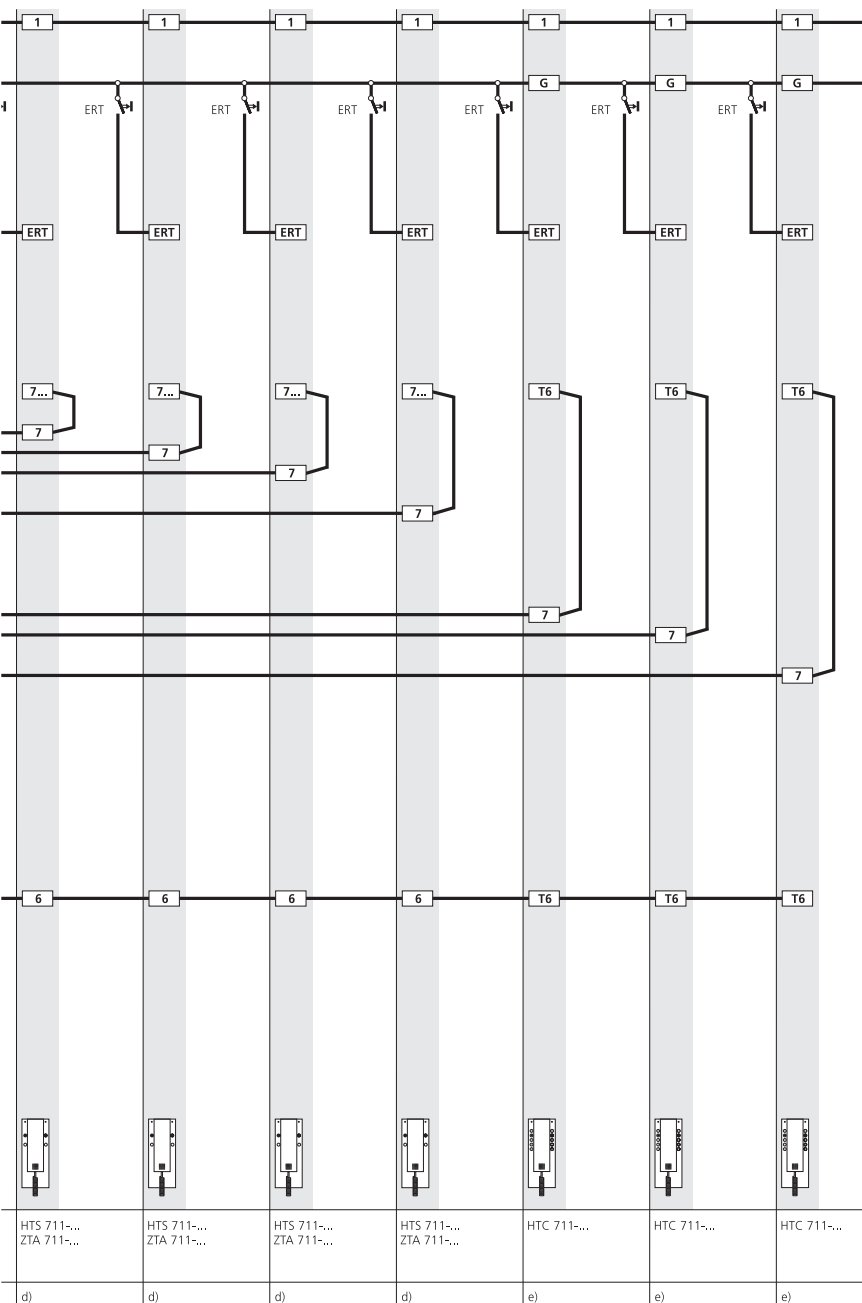 1 1 1 1 1 1 1
G G G
ERT ERT ERT ERT ERT ERT
ERT ERT ERT ERT ERT ERT ERT
7... 7... 7... 7... T6 T6 T6
7
7
7
7
7
7
7
6 6 6 6 T6 T6 T6
HTS 711-... HTS 711-... HTS 711-... HTS 711-... HTC 711-... HTC 711-... HTC 711-...
ZTA 711-... ZTA 711-... ZTA 711-... ZTA 711-...
d) d) d) d) e) e) e)